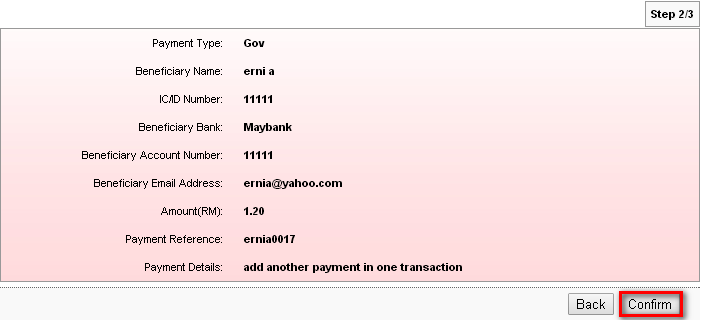 Step 2/3
Payment Type: Gov
Beneficiary Name: erni a
IC/ID Number: 11111
Beneficiary Bank: Maybank
Beneficiary Account Number: 11111
Beneficiary Email Address: ernia@yahoo.com
Amount(RM): 1.20
Payment Reference: ernia0017
Payment Details: add another payment in one transaction
Back Confirm